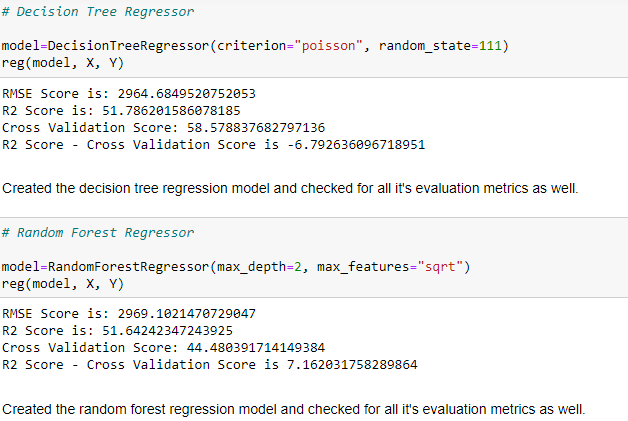 # Decision Tree Regressor
model=DecisionTreeRegressor(criterion="poisson", random_state=111)
reg(model, X, Y)
RMSE Score is: 2964.6849520752053
R2 Score is: 51.786201586078185
Cross Validation Score: 58.578837682797136
R2 Score - Cross Validation Score is -6.792636096718951
Created the decision tree regression model and checked for all it's evaluation metrics as well.
# Random Forest Regressor
model=RandomForestRegressor(max_depth=2, max_features="sqrt")
reg(model, X, Y)
RMSE Score is: 2969.1021470729047
R2 Score is: 51.64242347243925
Cross Validation Score: 44.480391714149384
R2 Score - Cross Validation Score is 7.162031758289864
Created the random forest regression model and checked for all it's evaluation metrics as well.